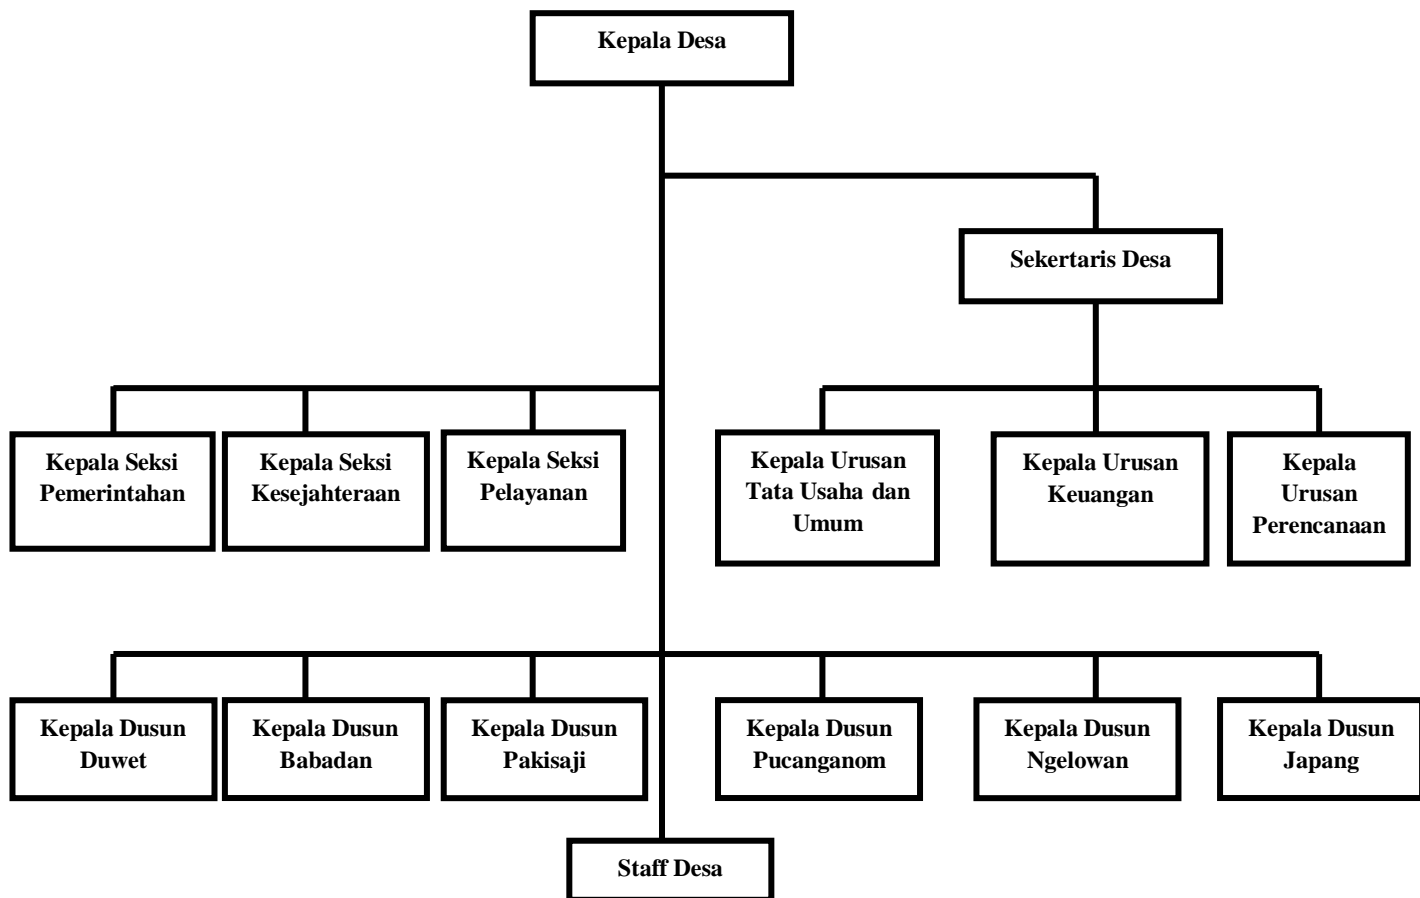 Kepala Desa
Sekertaris Desa
Kepala Seksi
Pemerintahan
Kepala Seksi
Kesejahteraan
Kepala Seksi
Pelayanan
Kepala Urusan
Tata Usaha dan
Umum
Kepala Urusan
Keuangan
Kepala
Urusan
Perencanaan
Kepala Dusun
Duwet
Kepala Dusun
Babadan
Kepala Dusun
Pakisaji
Kepala Dusun
Pucanganom
Kepala Dusun
Ngelowan
Kepala Dusun
Japang
Staff Desa